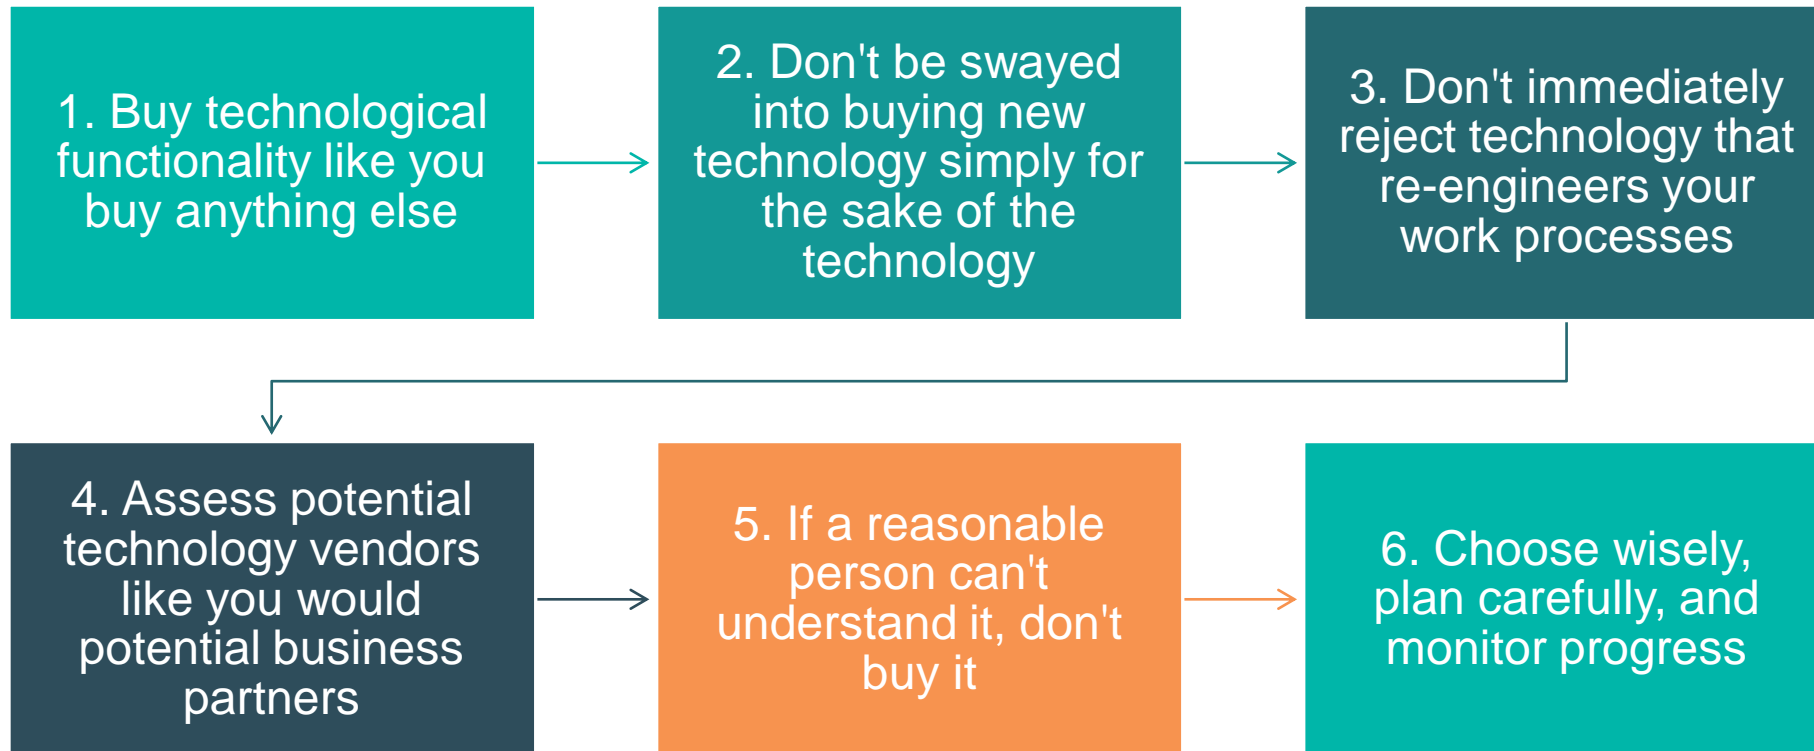 1. Buy technological
functionality like you
buy anything else
2. Don't be swayed
into buying new
technology simply for
the sake of the
technology
3. Don't immediately
reject technology that
re-engineers your
work processes
4. Assess potential
technology vendors
like you would
potential business
partners
5. If a reasonable
person can't
understand it, don't
buy it
6. Choose wisely,
plan carefully, and
monitor progress